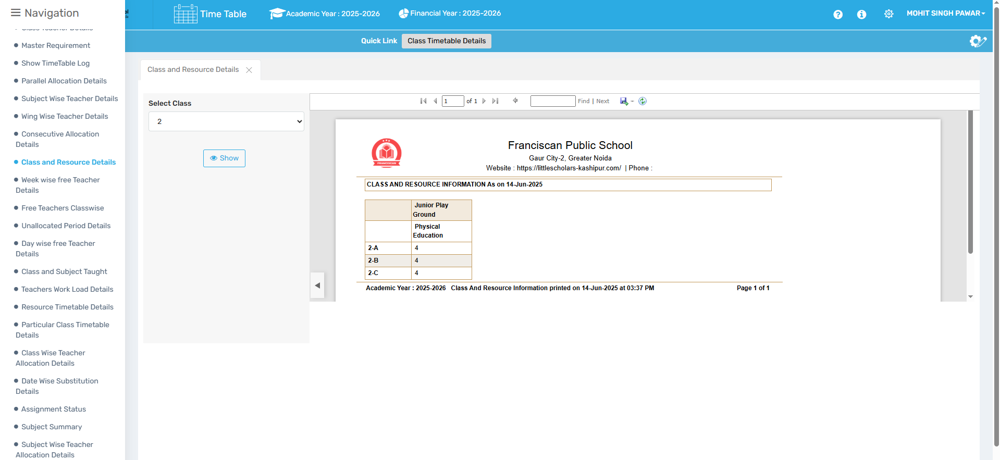 Navigation
Time Table
Academic Year : 2025-2026
Financial Year : 2025-2026
MOHIT SINGH PAWAR
Quick Link
Class Timetable Details
Class Teacher Details
Master Requirement
Show TimeTable Log
Parallel Allocation Details
Subject Wise Teacher Details
Wing Wise Teacher Details
Consecutive Allocation
Details
Class and Resource Details
Week wise free Teacher
Details
Free Teachers Classwise
Unallocated Period Details
Day wise free Teacher
Details
Class and Subject Taught
Teachers Work Load Details
Resource Timetable Details
Particular Class Timetable
Details
Class Wise Teacher
Allocation Details
Date Wise Substitution
Details
Assignment Status
Subject Summary
Subject Wise Teacher
Allocation Details
Class and Resource Details
Select Class
2
Show
1 of 1
Find | Next
FRANCISCAN
Franciscan Public School
Gaur City-2, Greater Noida
Website : https://littlescholars-kashipur.com/ | Phone :
CLASS AND RESOURCE INFORMATION As on 14-Jun-2025
Junior Play
Ground
Physical
Education
2-A 4
2-B 4
2-C 4
Academic Year : 2025-2026 Class And Resource Information printed on 14-Jun-2025 at 03:37 PM Page 1 of 1